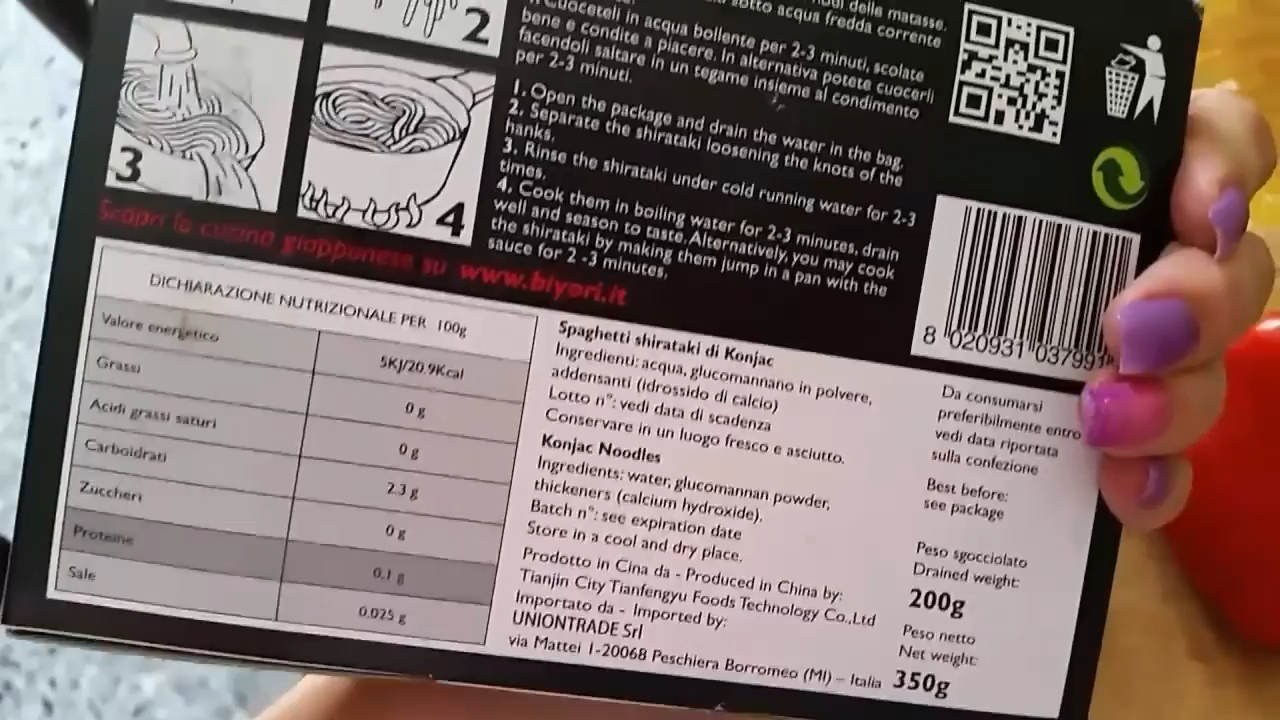 2
3
4
delle matasse.
sotto acqua fredda corrente
Cuoceteli in acqua bollente per 2-3 minuti, scolate
bene e condite a piacere. In alternativa potete cuocerli
facendoli saltare in un tegame insieme al condimento
per 2-3 minuti.
1. Open the package and drain the water in the bag.
2. Separate the shirataki loosening the knots of the
hanks.
3. Rinse the shirataki under cold running water for 2-3
times.
4. Cook them in boiling water for 2-3 minutes, drain
well and season to taste. Alternatively, you may cook
the shirataki by making them jump in a pan with the
sauce for 2 -3 minutes.
Scopri la cucina giapponese su www.biyori.it
DICHIARAZIONE NUTRIZIONALE PER 100g
Valore energetico 5KJ/20.9Kcal
Grassi 0 g
Acidi grassi saturi 0 g
Carboidrati 2.3 g
Zuccheri 0 g
Proteine 0,1 g
Sale 0.025 g
Spaghetti shirataki di Konjac
Ingredienti: acqua, glucomannano in polvere,
addensanti (idrossido di calcio)
Lotto n°: vedi data di scadenza
Conservare in un luogo fresco e asciutto.
Konjac Noodles
Ingredients: water, glucomannan powder,
thickeners (calcium hydroxide).
Batch n°: see expiration date
Store in a cool and dry place.
Prodotto in Cina da - Produced in China by:
Tianjin City Tianfengyu Foods Technology Co.,Ltd
Importato da - Imported by:
UNIONTRADE Srl
via Mattei 1-20068 Peschiera Borromeo (MI) – Italia
8 020931 037991
Da consumarsi
preferibilmente entro
vedi data riportata
sulla confezione
Best before:
see package
Peso sgocciolato
Drained weight:
200g
Peso netto
Net weight:
350g